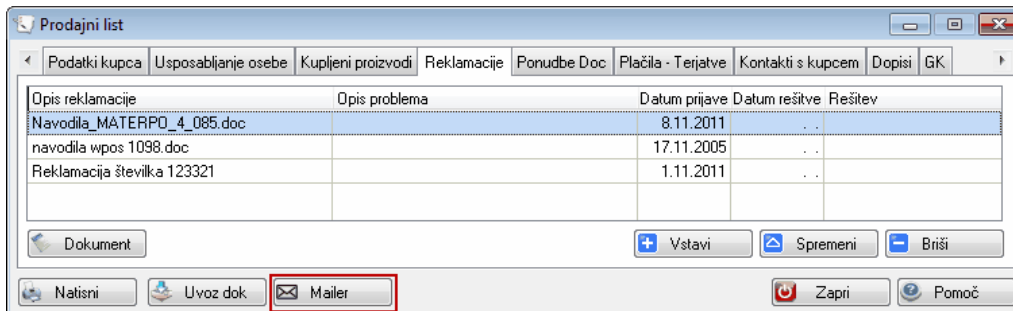 Prodajni list
Podatki kupca Usposabljanje osebe Kupljeni proizvodi Reklamacije Ponudbe Doc Plačila - Terjatve Kontakti s kupcem Dopisi GK
Opis reklamacije Opis problema Datum prijave Datum rešitve Rešitev
Navodila_MATERPO_4_085.doc 8.11.2011 . .
navodila wpos 1098.doc 17.11.2005 . .
Reklamacija številka 123321 1.11.2011 . .
Dokument Vstavi Spremeni Briši
Natisni Uvoz dok Mailer Zapri Pomoč